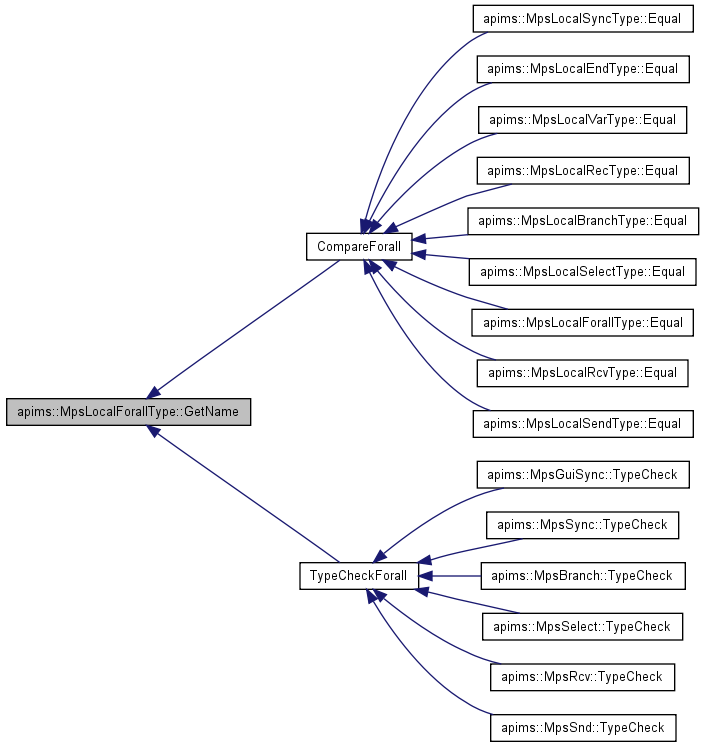 apims::MpsLocalSyncType::Equal
apims::MpsLocalEndType::Equal
apims::MpsLocalVarType::Equal
apims::MpsLocalRecType::Equal
apims::MpsLocalBranchType::Equal
CompareForall
apims::MpsLocalSelectType::Equal
apims::MpsLocalForallType::Equal
apims::MpsLocalRcvType::Equal
apims::MpsLocalForallType::GetName
apims::MpsLocalSendType::Equal
apims::MpsGuiSync::TypeCheck
apims::MpsSync::TypeCheck
TypeCheckForall
apims::MpsBranch::TypeCheck
apims::MpsSelect::TypeCheck
apims::MpsRcv::TypeCheck
apims::MpsSnd::TypeCheck